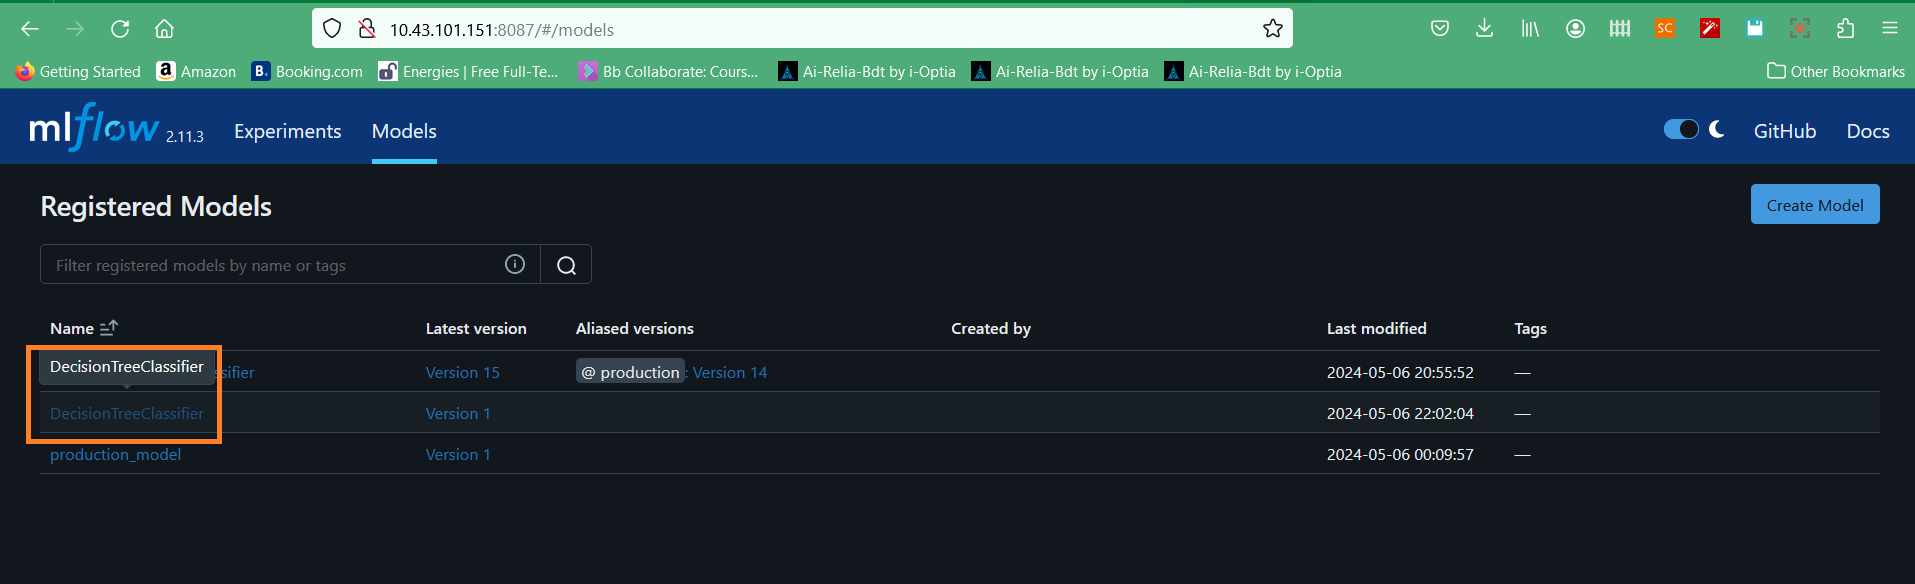 10.43.101.151:8087/#/models
SC
Getting Started
Amazon
B. Booking.com
Energies | Free Full-Te...
Bb Collaborate: Cours...
Ai-Relia-Bdt by i-Optia
Ai-Relia-Bdt by i-Optia
Ai-Relia-Bdt by i-Optia
Other Bookmarks
mlflow 2.11.3
Experiments
Models
GitHub
Docs
Registered Models
Create Model
Filter registered models by name or tags
Name Latest version Aliased versions Created by Last modified Tags
DecisionTreeClassifier
sifier Version 15 @ production : Version 14 2024-05-06 20:55:52 —
DecisionTreeClassifier Version 1 2024-05-06 22:02:04 —
production_model Version 1 2024-05-06 00:09:57 —